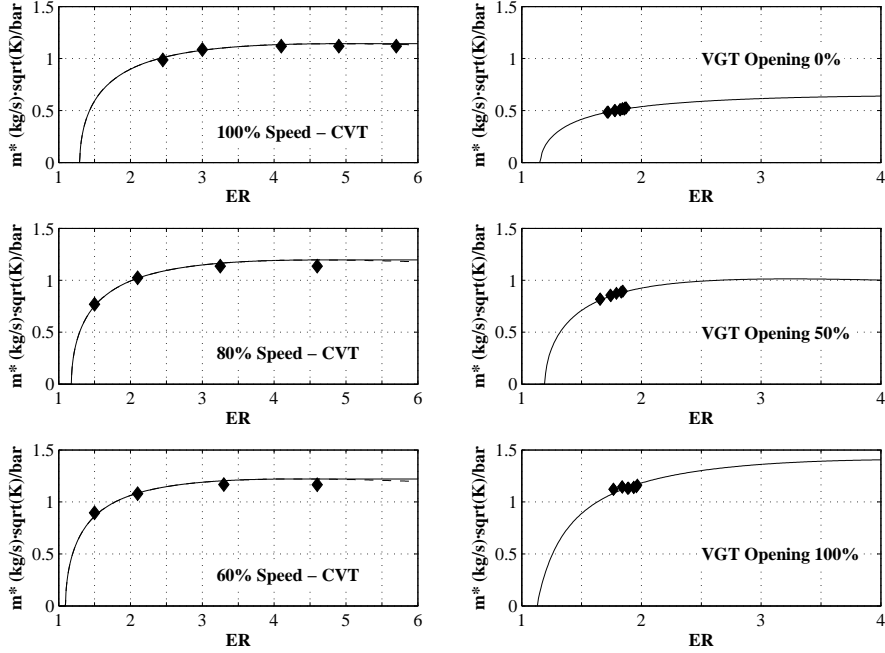 1.5
1
0.5
0
m* (kg/s)·sqrt(K)/bar
100% Speed – CVT
1 2 3 4 5 6
ER
1.5
1
0.5
0
m* (kg/s)·sqrt(K)/bar
VGT Opening 0%
1 2 3 4
ER
1.5
1
0.5
0
m* (kg/s)·sqrt(K)/bar
80% Speed – CVT
1 2 3 4 5 6
ER
1.5
1
0.5
0
m* (kg/s)·sqrt(K)/bar
VGT Opening 50%
1 2 3 4
ER
1.5
1
0.5
0
m* (kg/s)·sqrt(K)/bar
60% Speed – CVT
1 2 3 4 5 6
ER
1.5
1
0.5
0
m* (kg/s)·sqrt(K)/bar
VGT Opening 100%
1 2 3 4
ER